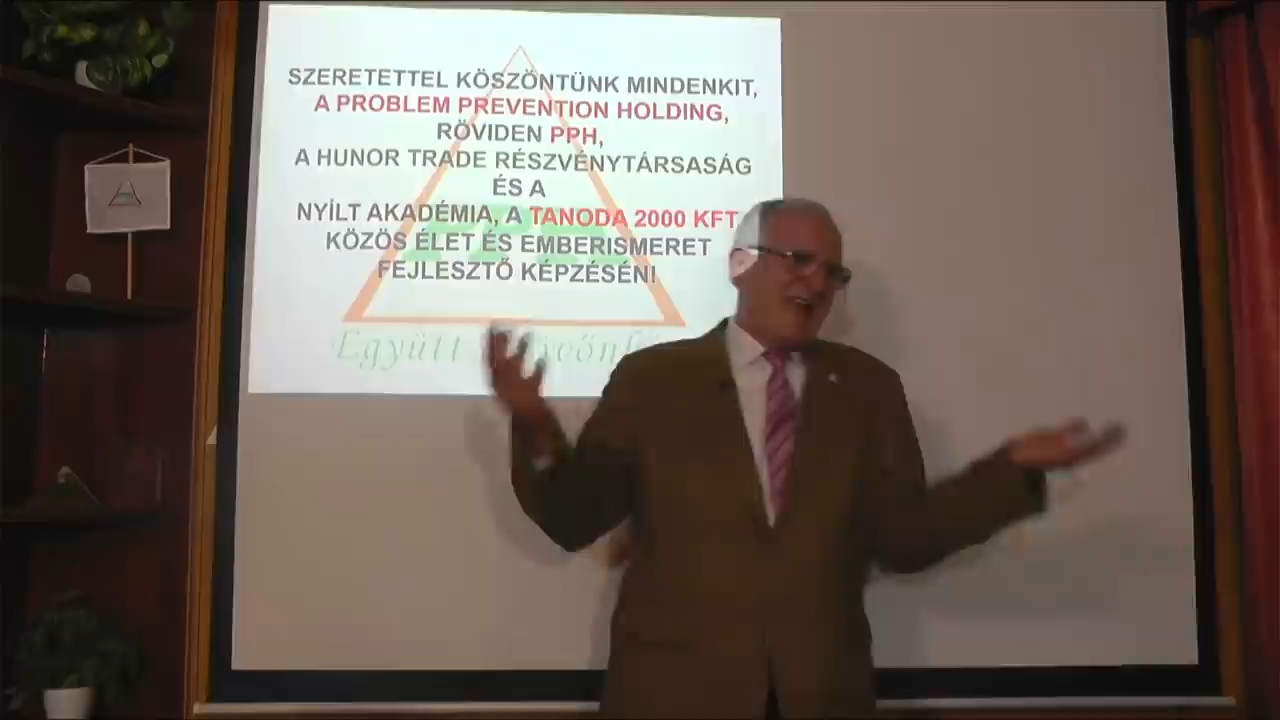 SZERETETTEL KÖSZÖNTÜNK MINDENKIT,
A PROBLEM PREVENTION HOLDING,
RÖVIDEN PPH,
A HUNOR TRADE RÉSZVÉNYTÁRSASÁG
ÉS A
NYÍLT AKADÉMIA, A TANODA 2000 KFT
KÖZÖS ÉLET ÉS EMBERISMERET
FEJLESZTŐ KÉPZÉSÉN!
PPH
Együtt